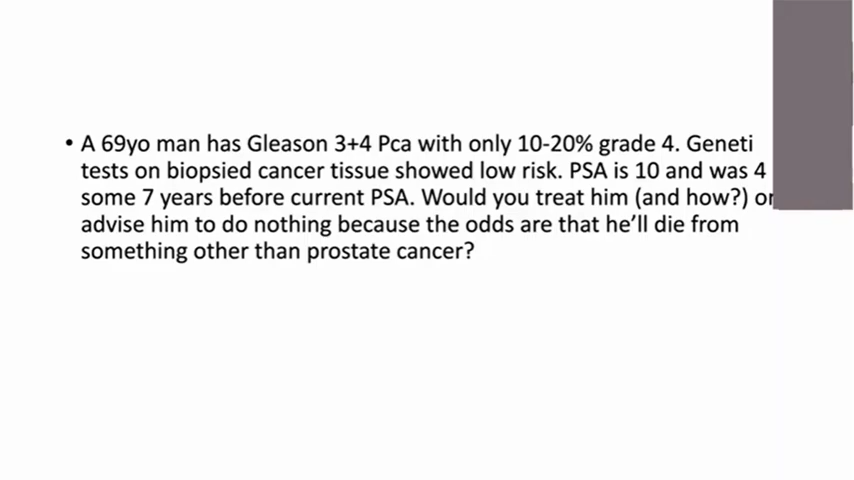 • A 69yo man has Gleason 3+4 Pca with only 10-20% grade 4. Geneti
tests on biopsied cancer tissue showed low risk. PSA is 10 and was 4
some 7 years before current PSA. Would you treat him (and how?) or
advise him to do nothing because the odds are that he’ll die from
something other than prostate cancer?